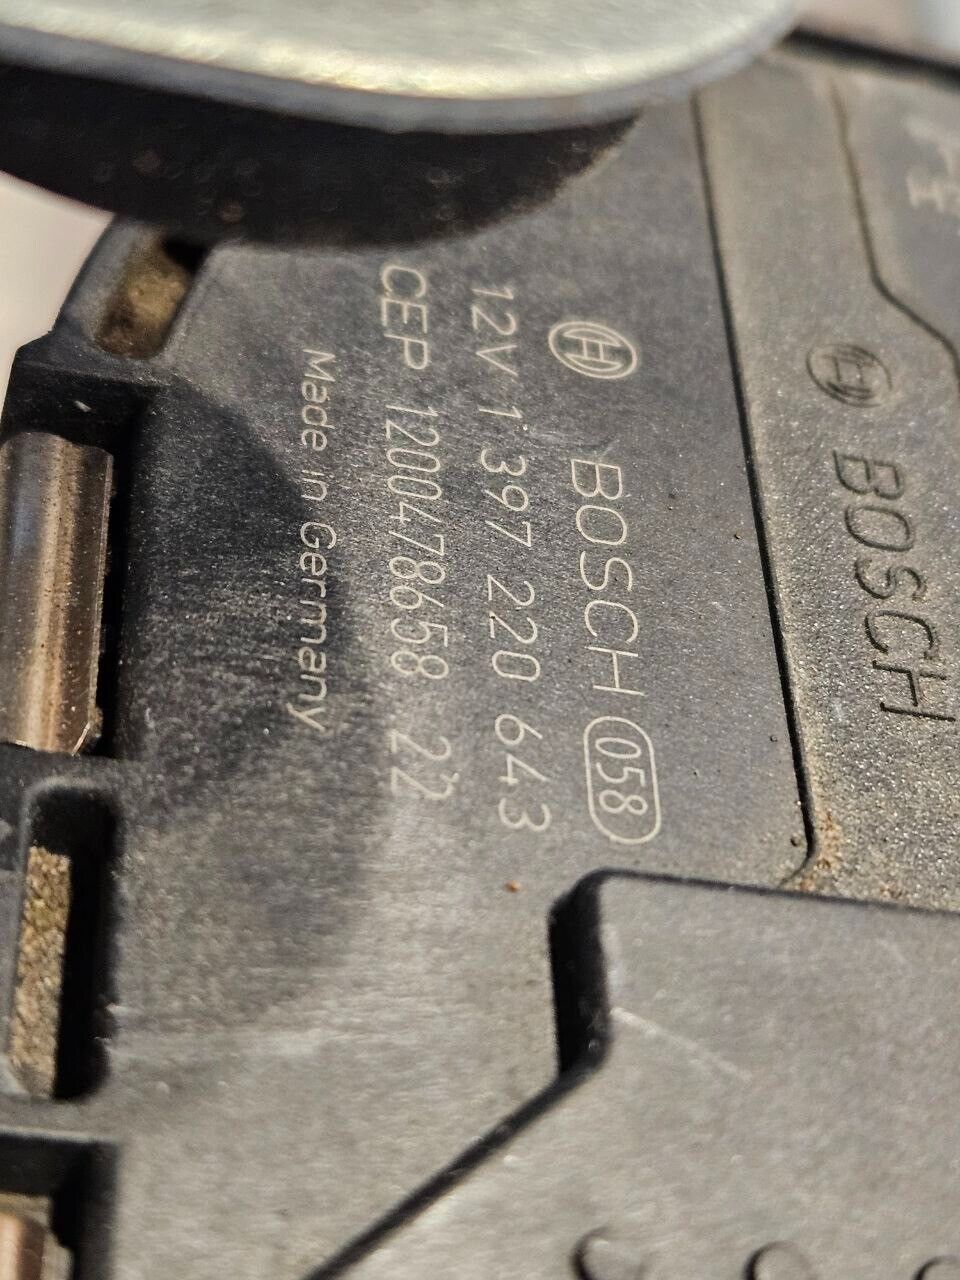 BOSCH 058
12V 1 397 220 643
CEP 1200478658 22
Made in Germany
BOSCH